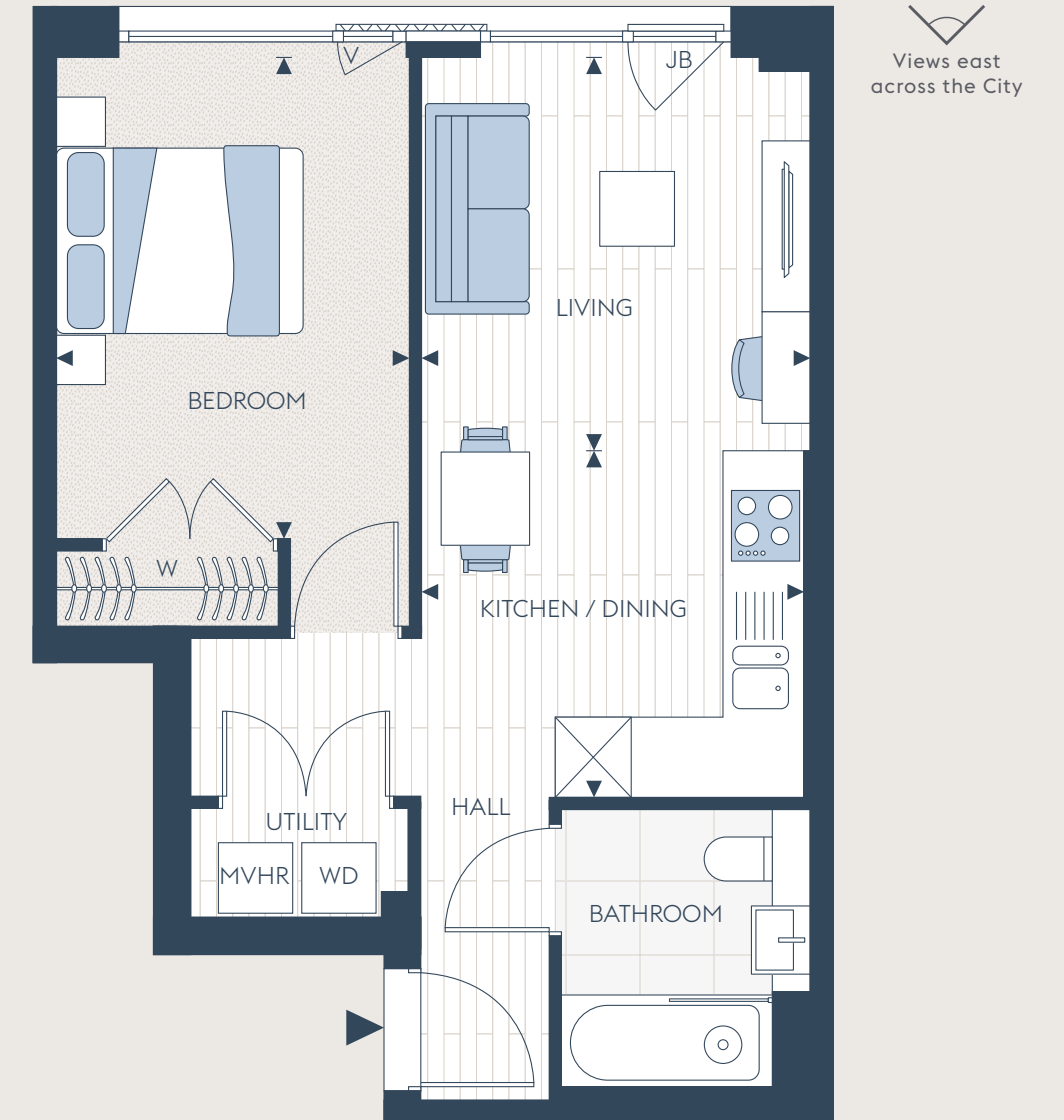 V
JB
Views east
across the City
LIVING
BEDROOM
W
KITCHEN / DINING
HALL
UTILITY
MVHR
WD
BATHROOM